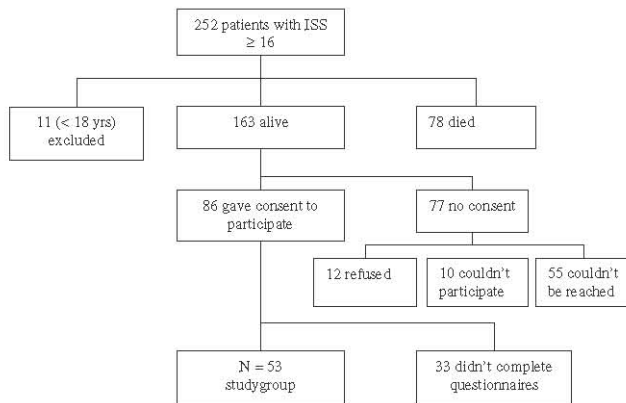 252 patients with ISS
≥ 16
11 (< 18 yrs)
excluded
163 alive
78 died
86 gave consent to
participate
77 no consent
12 refused
10 couldn't
participate
55 couldn't
be reached
N = 53
studygroup
33 didn't complete
questionnaires